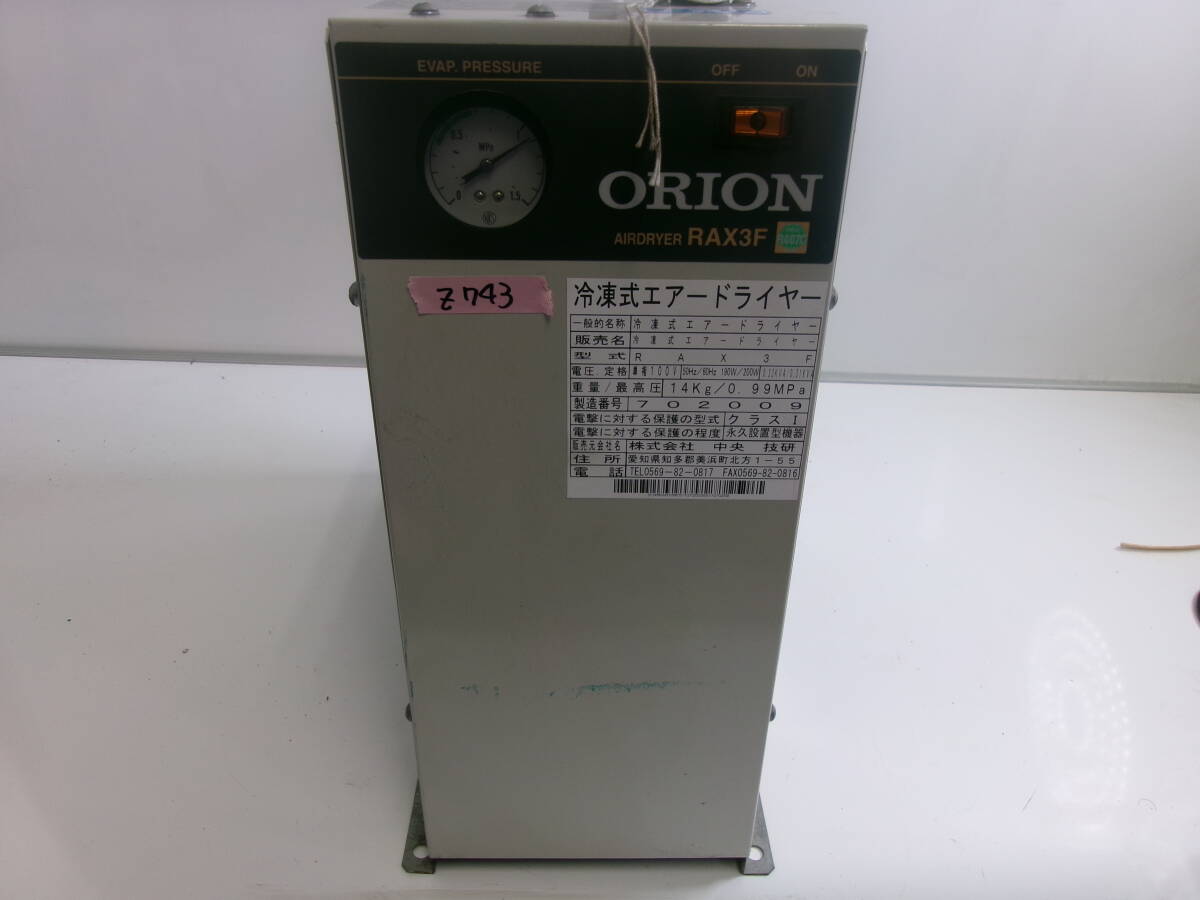 EVAP. PRESSURE OFF ON
0.5
MPa
0 1.5
ORION
AIRDRYER RAX3F
Z743
冷凍式エアードライヤー
一般的名称 冷凍式エアードライヤー
販売名 冷凍式エアードライヤー
型式 RAX3F
電圧、定格 単相100V 50Hz/60Hz 190W/200W
重量/最高圧 14Kg/0.99MPa
製造番号 702009
電撃に対する保護の型式 クラスⅠ
電撃に対する保護の程度 永久設置型機器
販売元会社名 株式会社 中央技研
住所 愛知県知多郡美浜町北方1-55
電話 TEL0569-82-0817 FAX0569-82-0816